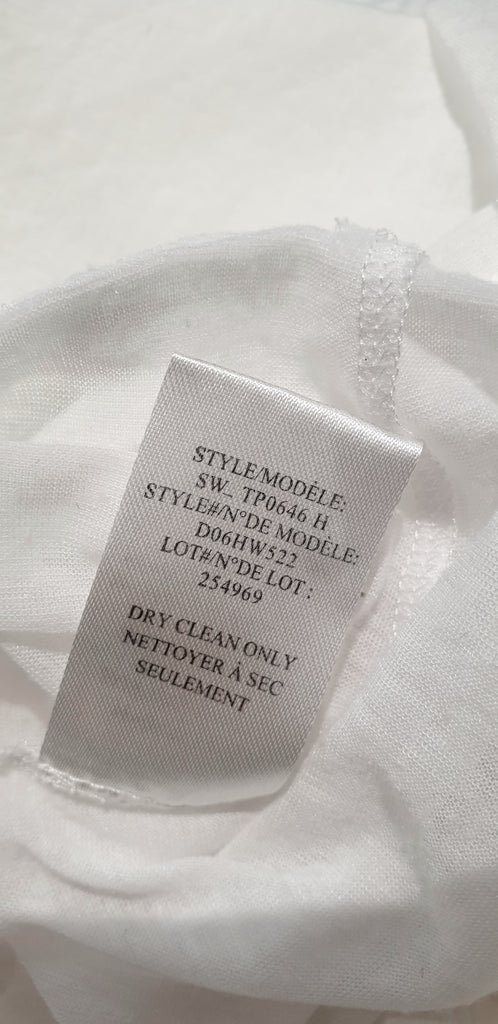 STYLE/MODÈLE:
SW_ TP0646 H
STYLE#/N°DE MODÈLE:
D06HW522
LOT#/N°DE LOT :
254969
DRY CLEAN ONLY
NETTOYER À SEC
SEULEMENT